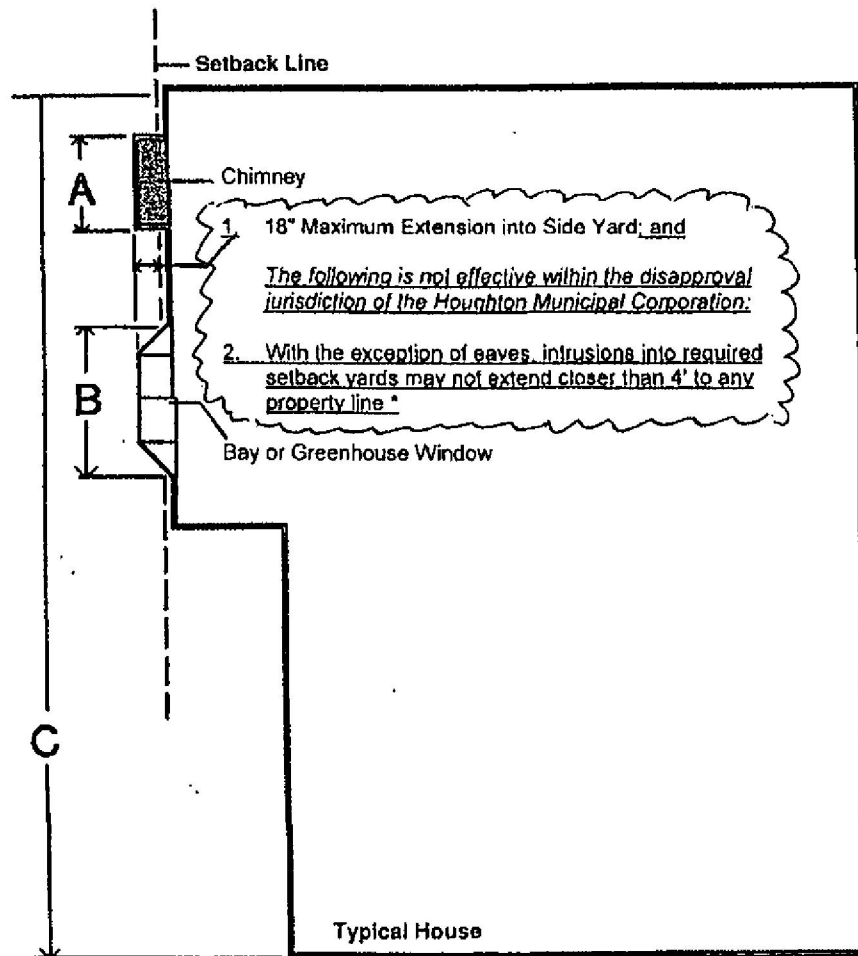 Setback Line
A
Chimney
1. 18" Maximum Extension into Side Yard; and
The following is not effective within the disapproval
jurisdiction of the Houghton Municipal Corporation:
2. With the exception of eaves, intrusions into required
setback yards may not extend closer than 4' to any
property line *
B
Bay or Greenhouse Window
C
Typical House